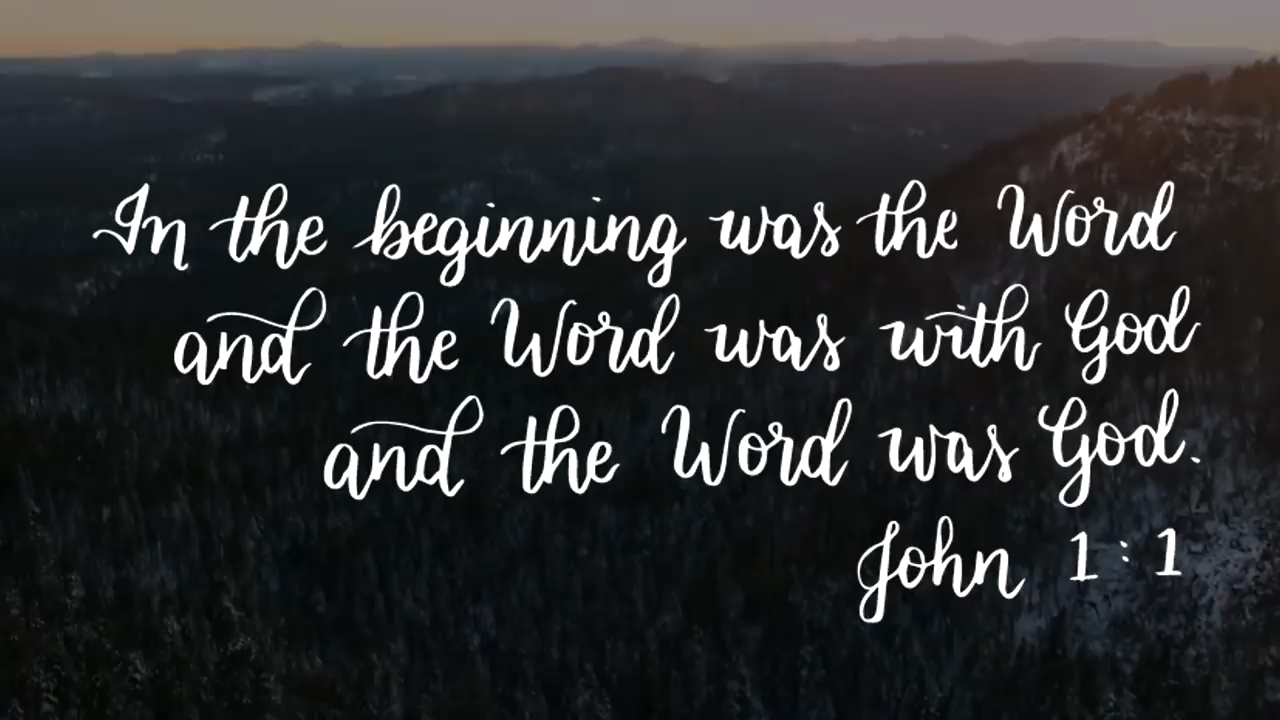 In the beginning was the Word
and the Word was with God
and the Word was God.
John 1:1